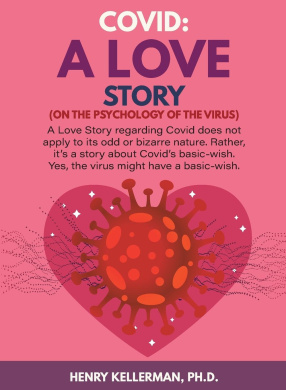 COVID:
A LOVE
STORY
(ON THE PSYCHOLOGY OF THE VIRUS)
A Love Story regarding Covid does not
apply to its odd or bizarre nature. Rather,
it's a story about Covid's basic-wish.
Yes, the virus might have a basic-wish.
HENRY KELLERMAN, PH.D.